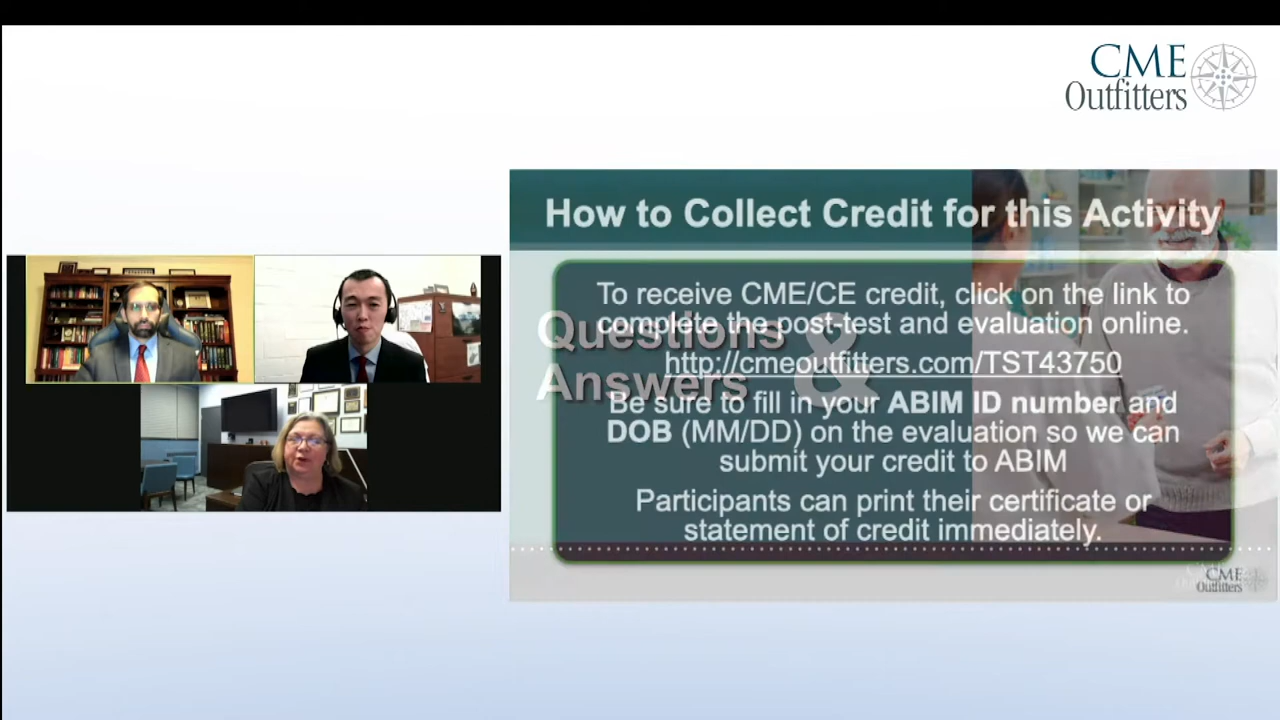 CME
Outfitters
How to Collect Credit for this Activity
To receive CME/CE credit, click on the link to
complete the post-test and evaluation online.
http://cmeoutfitters.com/TST43750
Be sure to fill in your ABIM ID number and
DOB (MM/DD) on the evaluation so we can
submit your credit to ABIM
Participants can print their certificate or
statement of credit immediately.
Questions
Answers &
CME
Outfitters